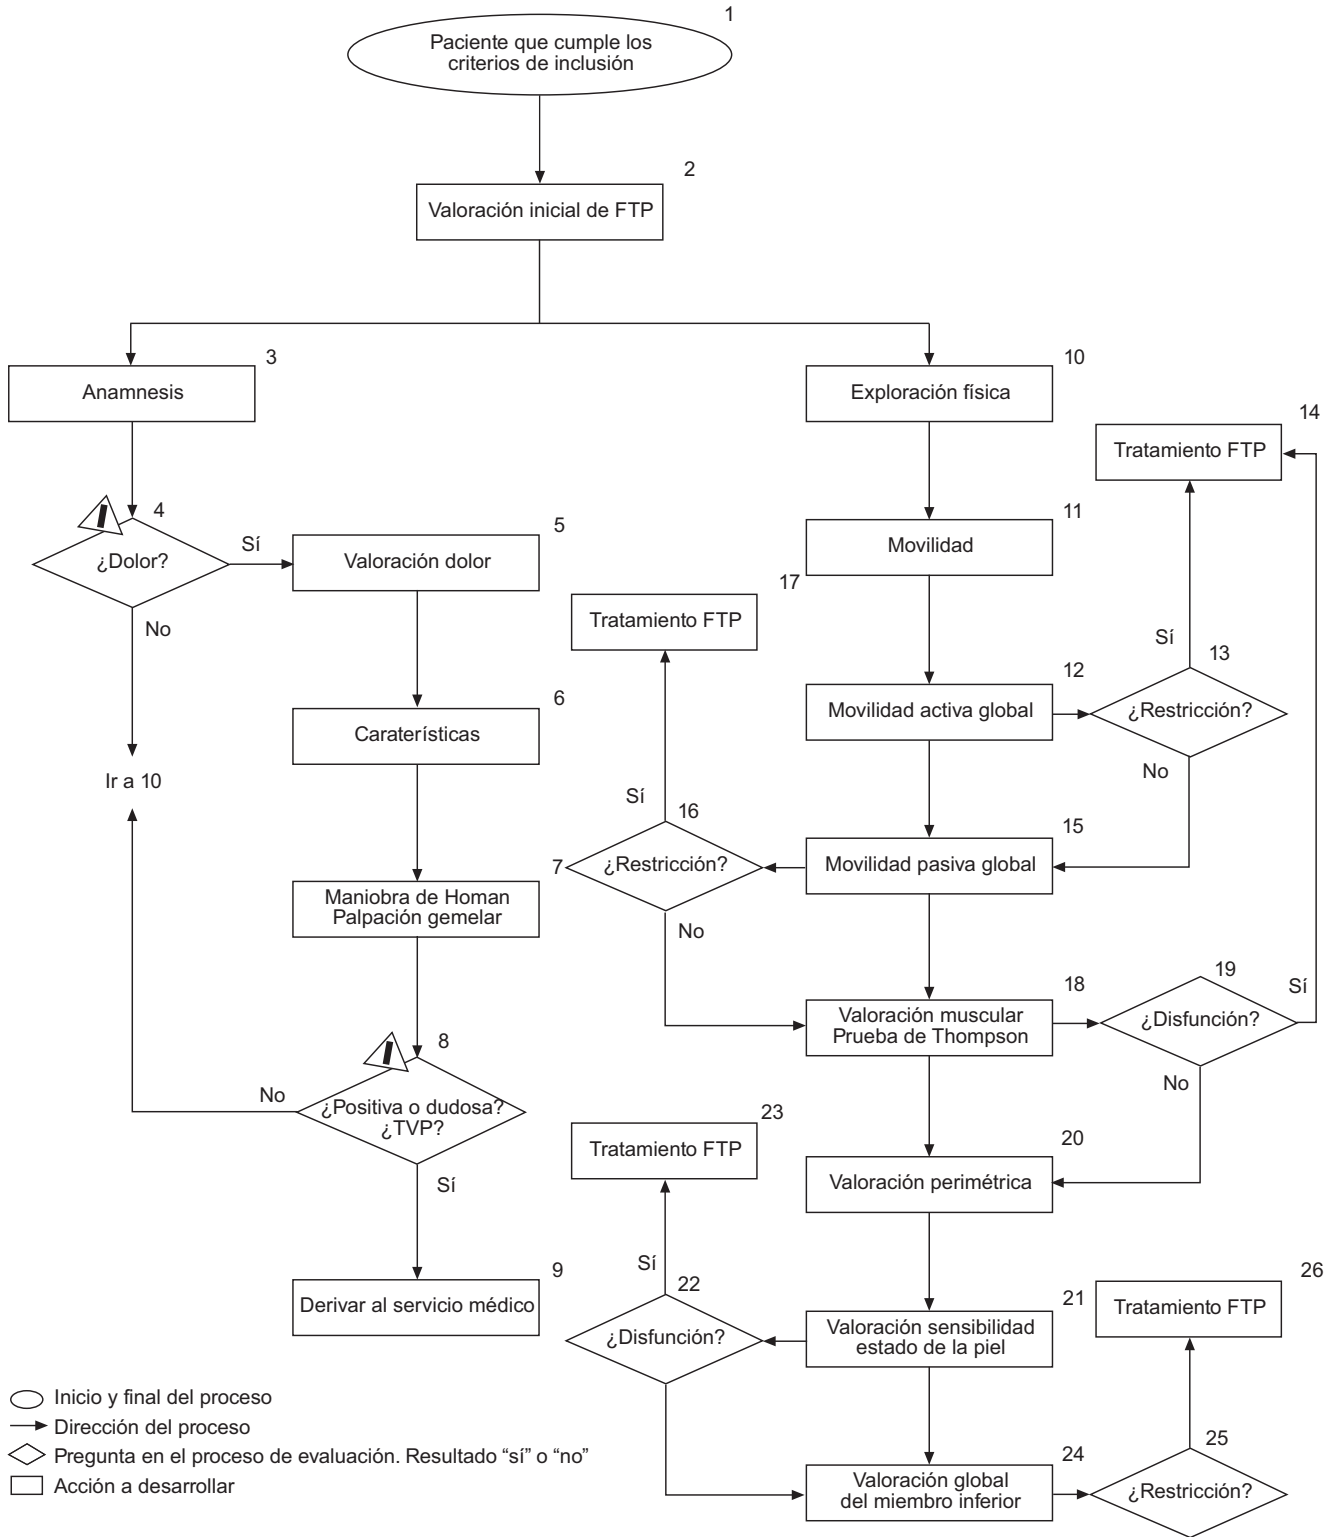 1
Paciente que cumple los
criterios de inclusión
2
Valoración inicial de FTP
3
Anamnesis
10
Exploración física
14
Tratamiento FTP
4
¿Dolor?
Sí
No
5
Valoración dolor
11
Movilidad
17
Tratamiento FTP
Sí
13
¿Restricción?
No
12
Movilidad activa global
6
Caraterísticas
Ir a 10
Sí
16
¿Restricción?
No
15
Movilidad pasiva global
7
Maniobra de Homan
Palpación gemelar
18
Valoración muscular
Prueba de Thompson
19
¿Disfunción?
Sí
No
8
¿Positiva o dudosa?
¿TVP?
No
Sí
23
Tratamiento FTP
20
Valoración perimétrica
9
Derivar al servicio médico
Sí
22
¿Disfunción?
21
Valoración sensibilidad
estado de la piel
26
Tratamiento FTP
24
Valoración global
del miembro inferior
25
¿Restricción?
Inicio y final del proceso
Dirección del proceso
Pregunta en el proceso de evaluación. Resultado “sí” o “no”
Acción a desarrollar